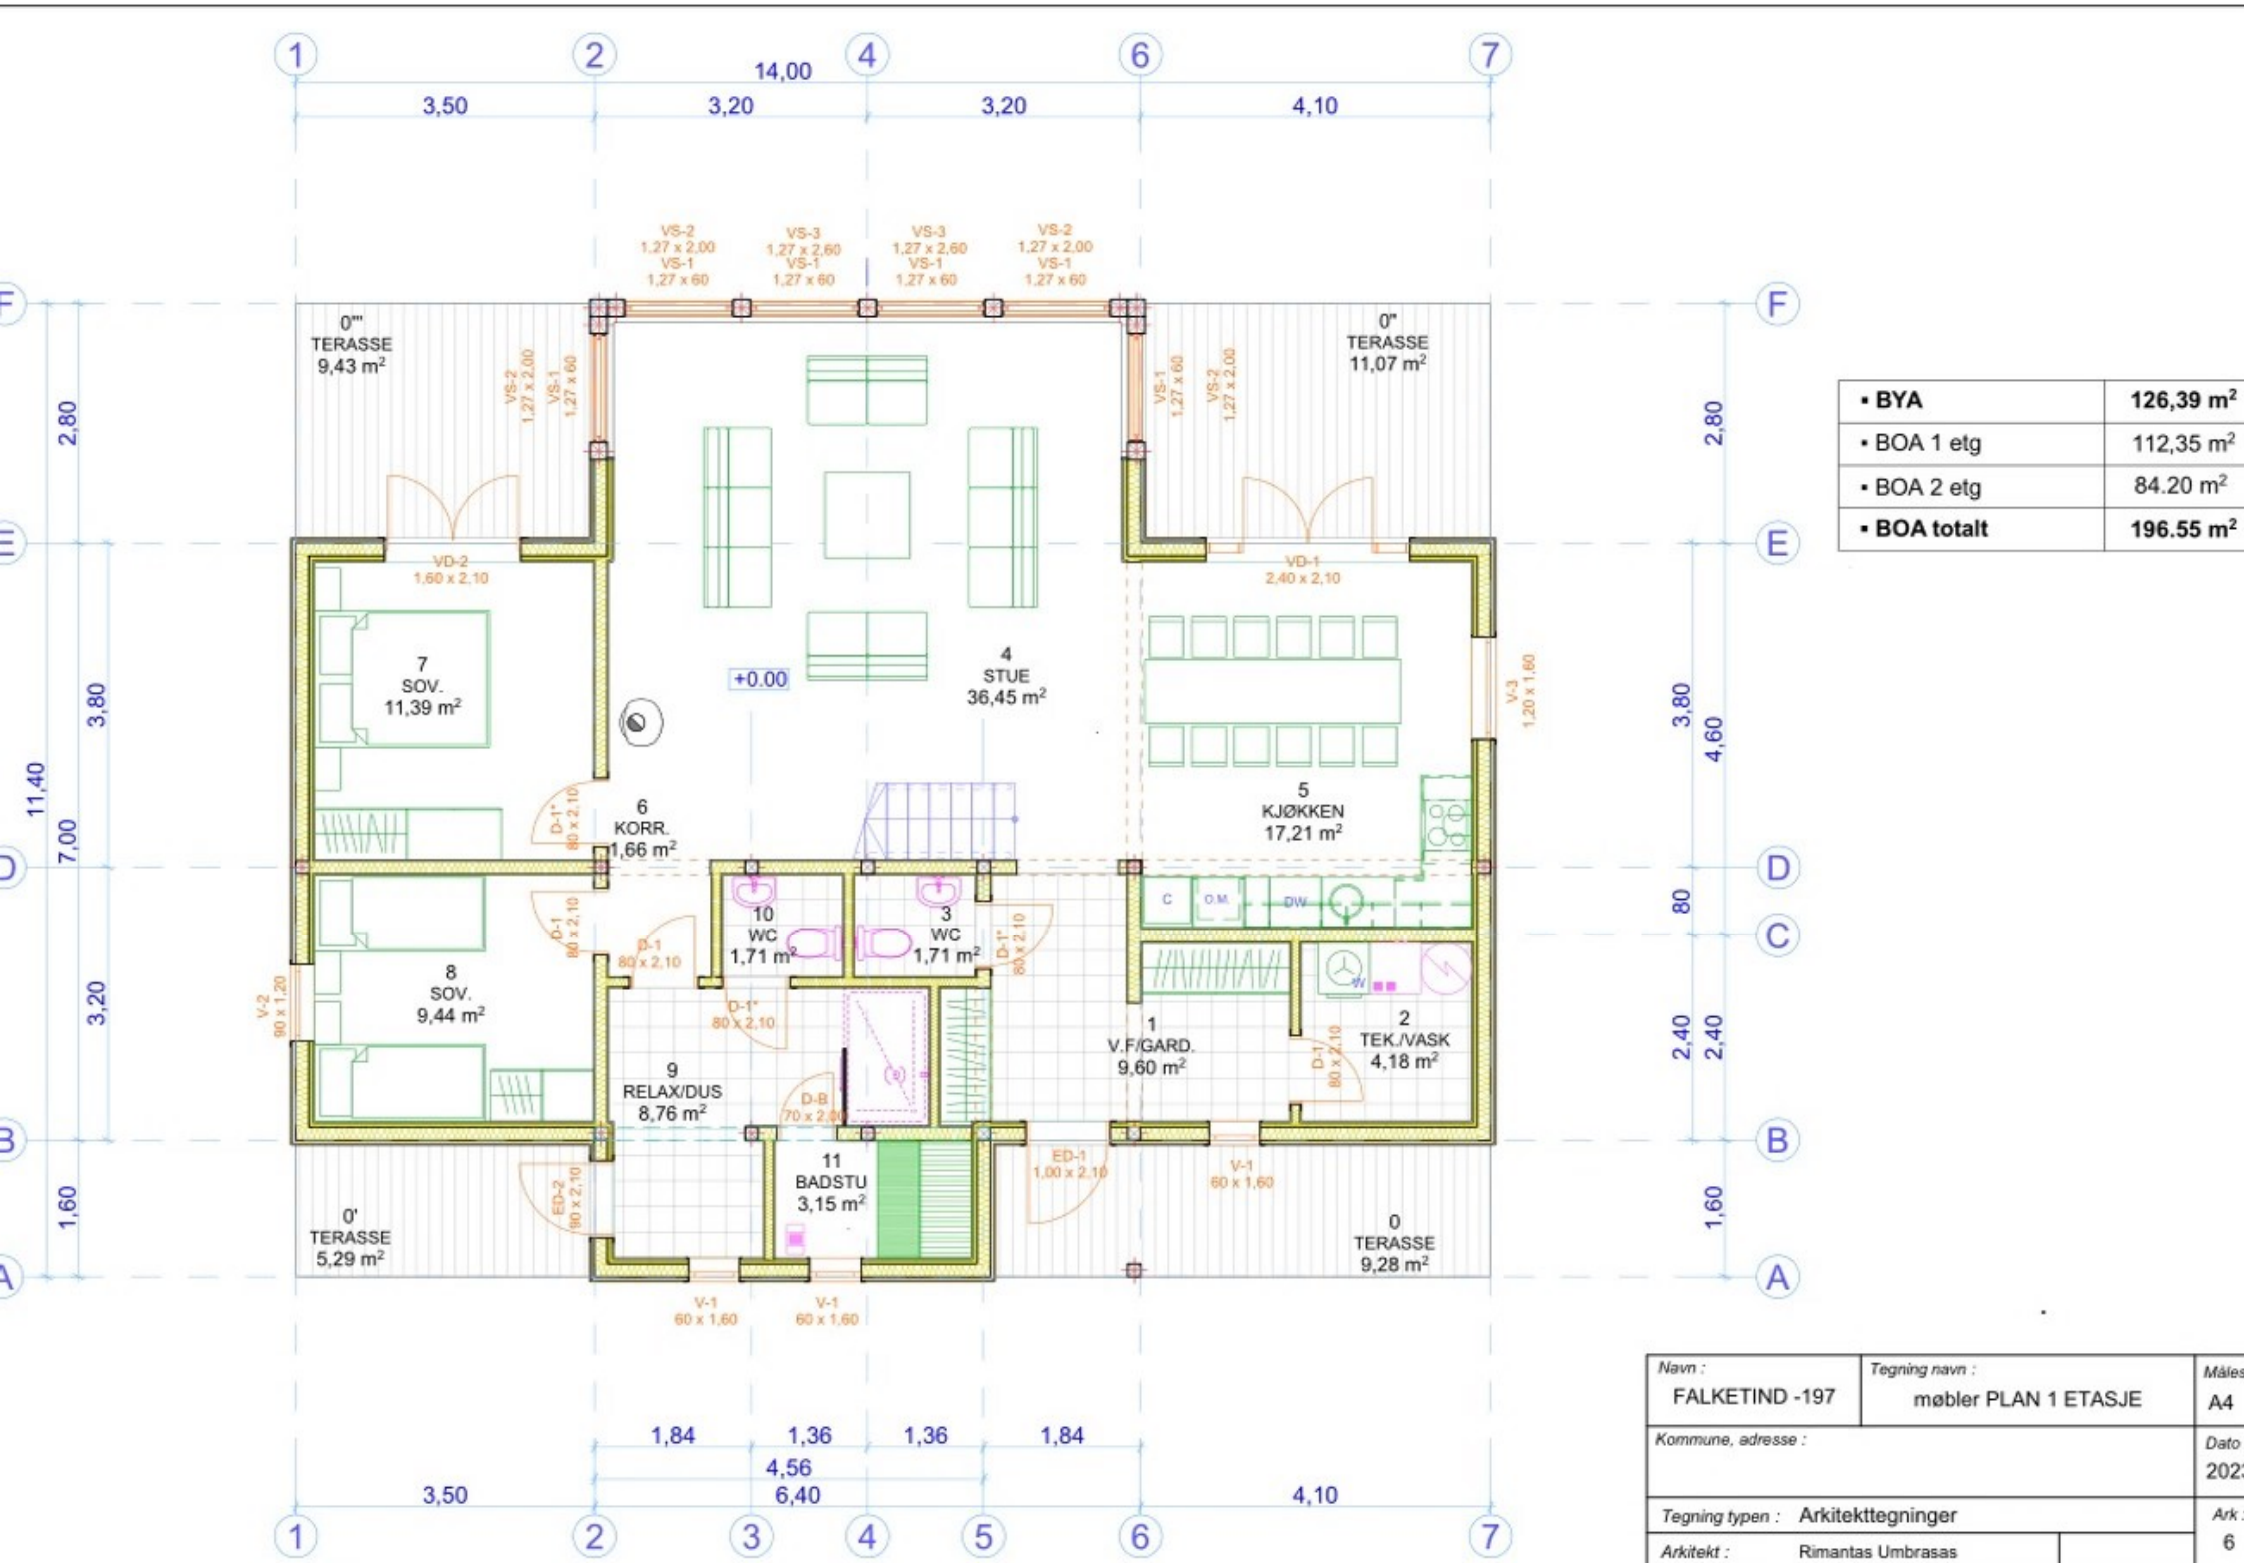 1
2
4
6
7
14,00
3,50
3,20
3,20
4,10
VS-2
1,27 x 2,00
VS-1
1,27 x 60
VS-3
1,27 x 2,60
VS-1
1,27 x 60
VS-3
1,27 x 2,60
VS-1
1,27 x 60
VS-2
1,27 x 2,00
VS-1
1,27 x 60
F
F
0'''
TERASSE
9,43 m²
VS-2
1,27 x 2,00
VS-1
1,27 x 60
VS-1
1,27 x 60
VS-2
1,27 x 2,00
0''
TERASSE
11,07 m²
2,80
2,80
▪ BYA
126,39 m²
▪ BOA 1 etg
112,35 m²
▪ BOA 2 etg
84.20 m²
▪ BOA totalt
196.55 m²
E
E
VD-2
1,60 x 2,10
VD-1
2,40 x 2,10
7
SOV.
11,39 m²
+0.00
4
STUE
36,45 m²
V-3
1,20 x 1,60
3,80
11,40
7,00
3,80
4,60
D-1*
80 x 2,10
6
KORR.
1,66 m²
5
KJØKKEN
17,21 m²
D
D
80
C
C
O.M.
DW
D-1
80 x 2,10
D-1
80 x 2,10
10
WC
1,71 m²
3
WC
1,71 m²
D-1*
80 x 2,10
8
SOV.
9,44 m²
V-2
90 x 1,20
3,20
D-1*
80 x 2,10
W
1
V.F/GARD.
9,60 m²
D-1
80 x 2,10
2
TEK./VASK
4,18 m²
2,40
2,40
9
RELAX/DUS
8,76 m²
D-B
70 x 2,00
B
B
11
BADSTU
3,15 m²
ED-1
1,00 x 2,10
V-1
60 x 1,60
ED-2
90 x 2,10
1,60
1,60
0'
TERASSE
5,29 m²
0
TERASSE
9,28 m²
A
A
V-1
60 x 1,60
V-1
60 x 1,60
1,84
1,36
1,36
1,84
4,56
3,50
6,40
4,10
1
2
3
4
5
6
7
Navn :
FALKETIND -197
Tegning navn :
møbler PLAN 1 ETASJE
A4
Kommune, adresse :
Dato
Tegning typen : Arkitekttegninger
Ark :
6
Arkitekt : Rimantas Umbrasas